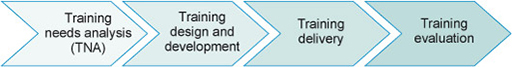 Training
needs analysis
(TNA)
Training
design and
development
Training
delivery
Training
evaluation